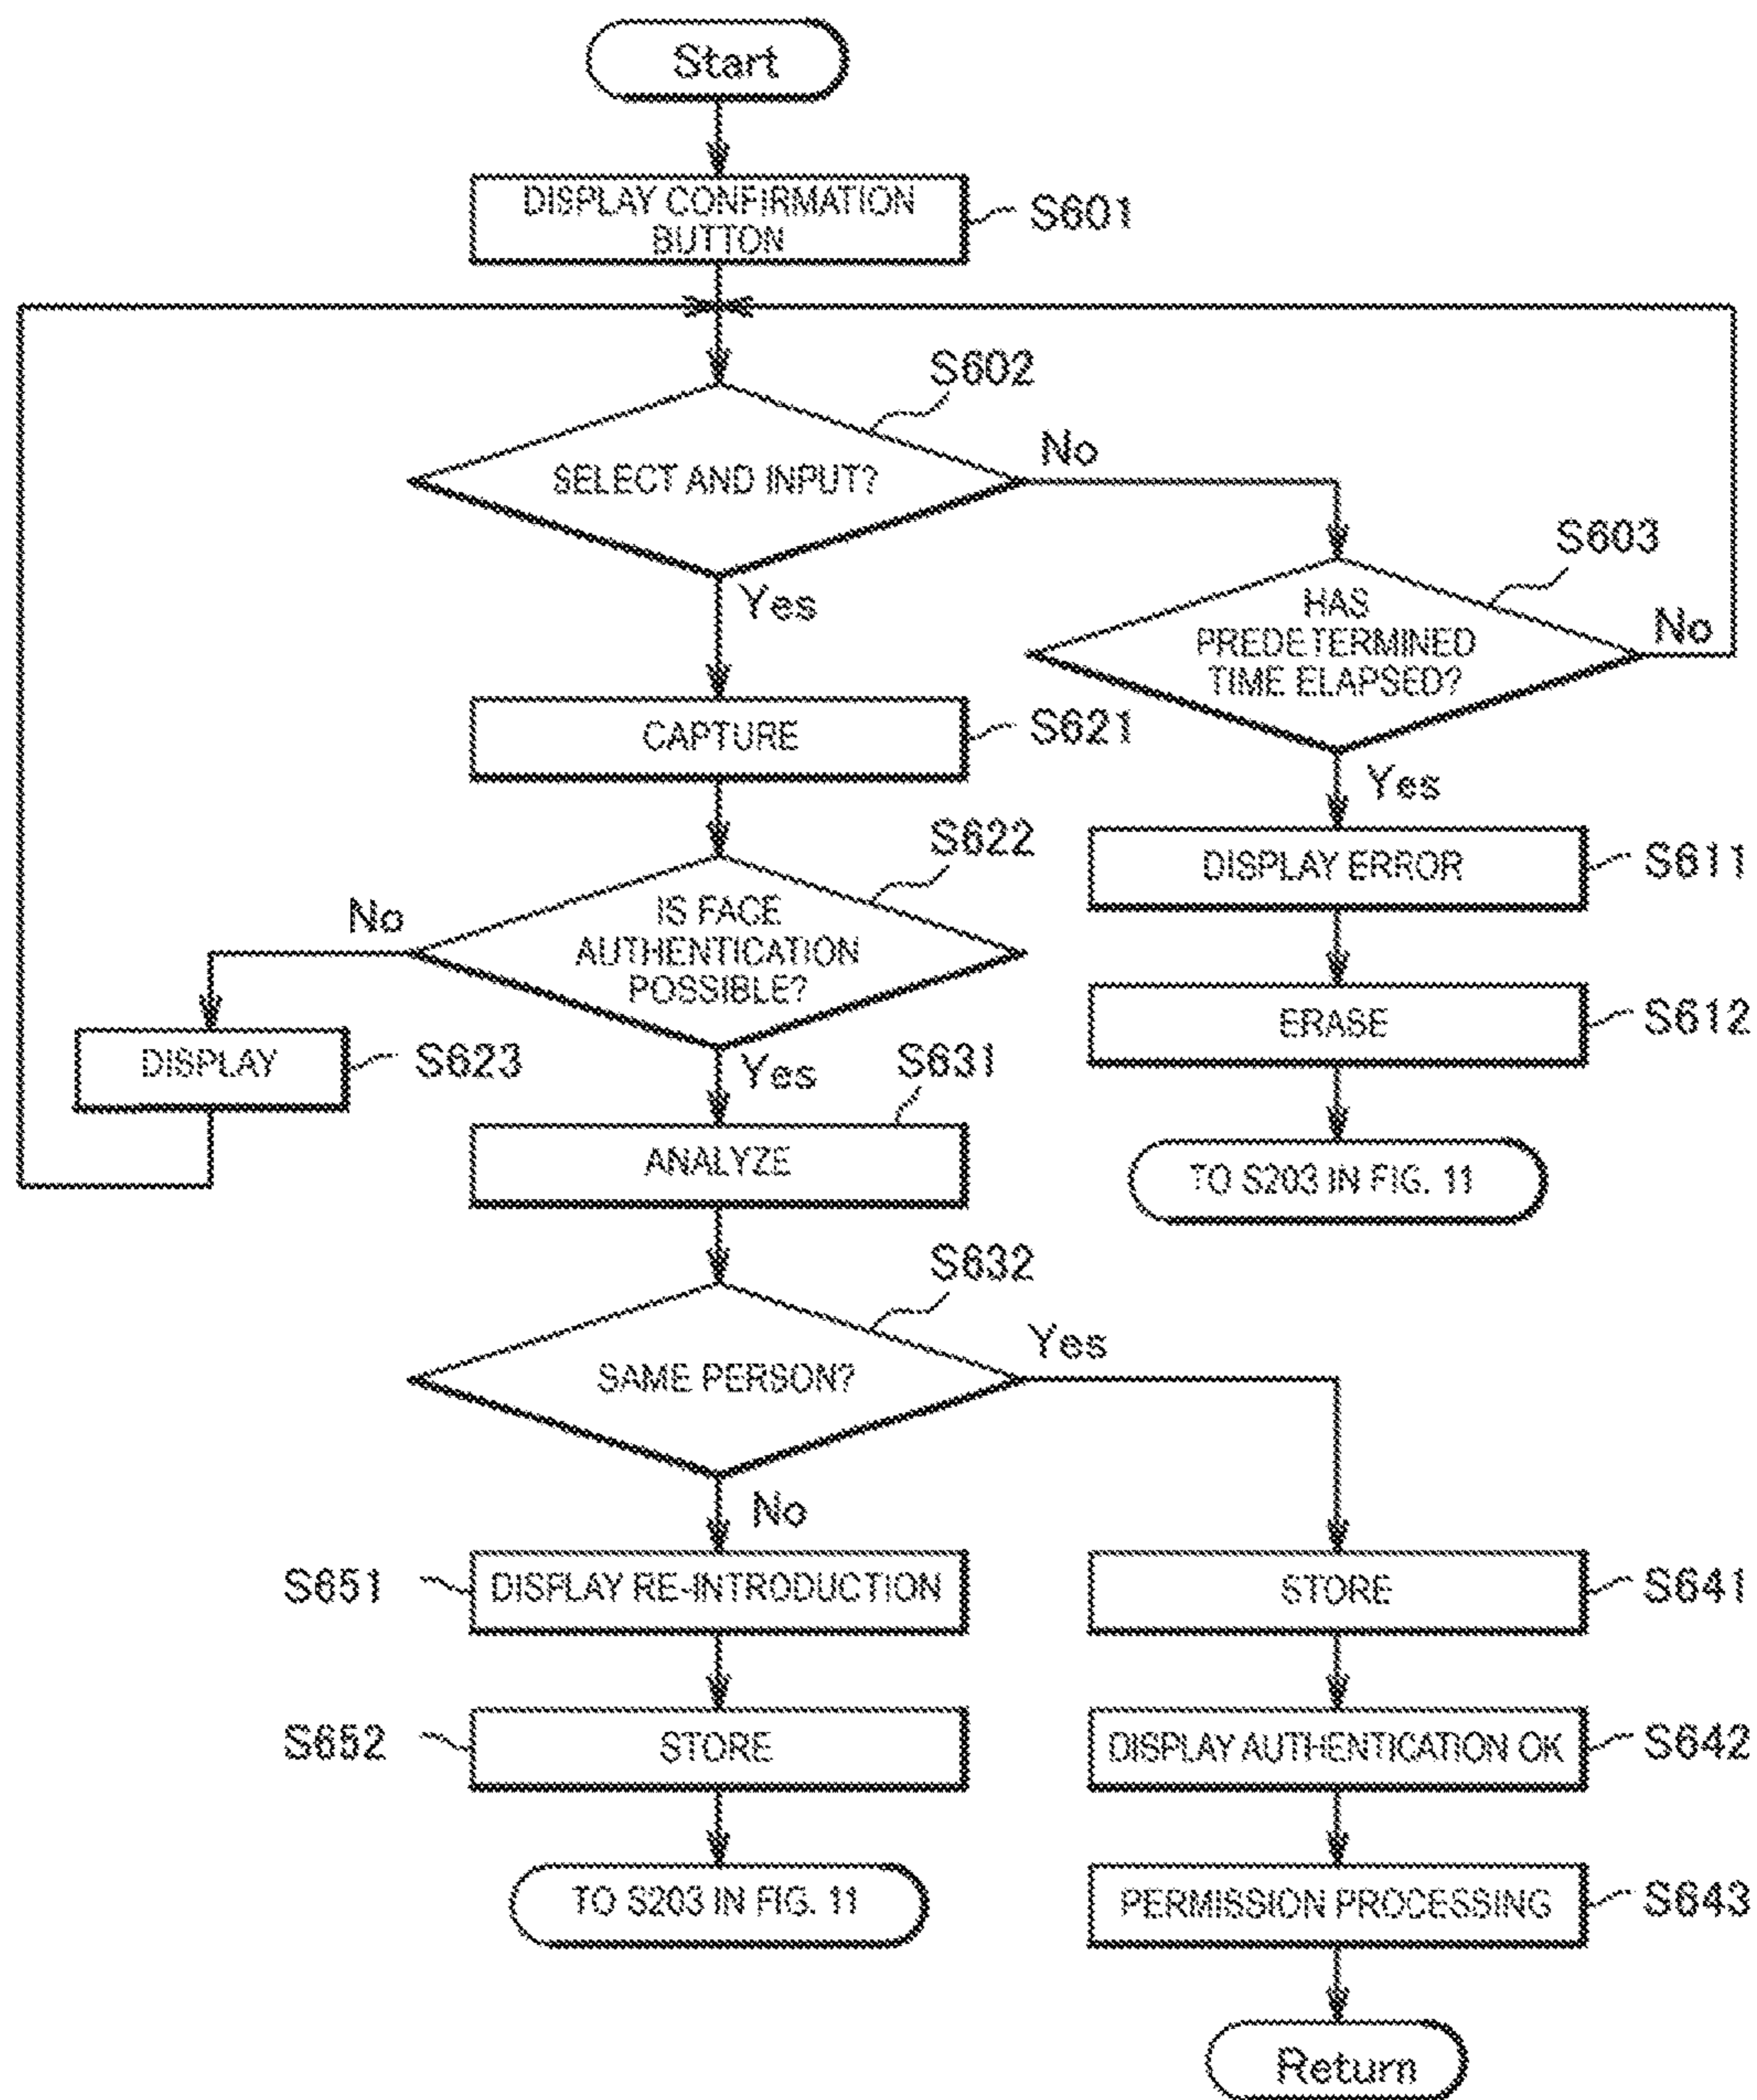 Start
DISPLAY CONFIRMATION
BUTTON
S601
S602
SELECT AND INPUT?
No
Yes
S603
HAS
PREDETERMINED
TIME ELAPSED?
No
Yes
CAPTURE
S621
S622
IS FACE
AUTHENTICATION
POSSIBLE?
No
Yes
DISPLAY ERROR
S611
ERASE
S612
DISPLAY
S623
S631
ANALYZE
TO S203 IN FIG. 11
S632
SAME PERSON?
Yes
No
S651
DISPLAY RE-INTRODUCTION
STORE
S641
S652
STORE
DISPLAY AUTHENTICATION OK
S642
TO S203 IN FIG. 11
PERMISSION PROCESSING
S643
Return